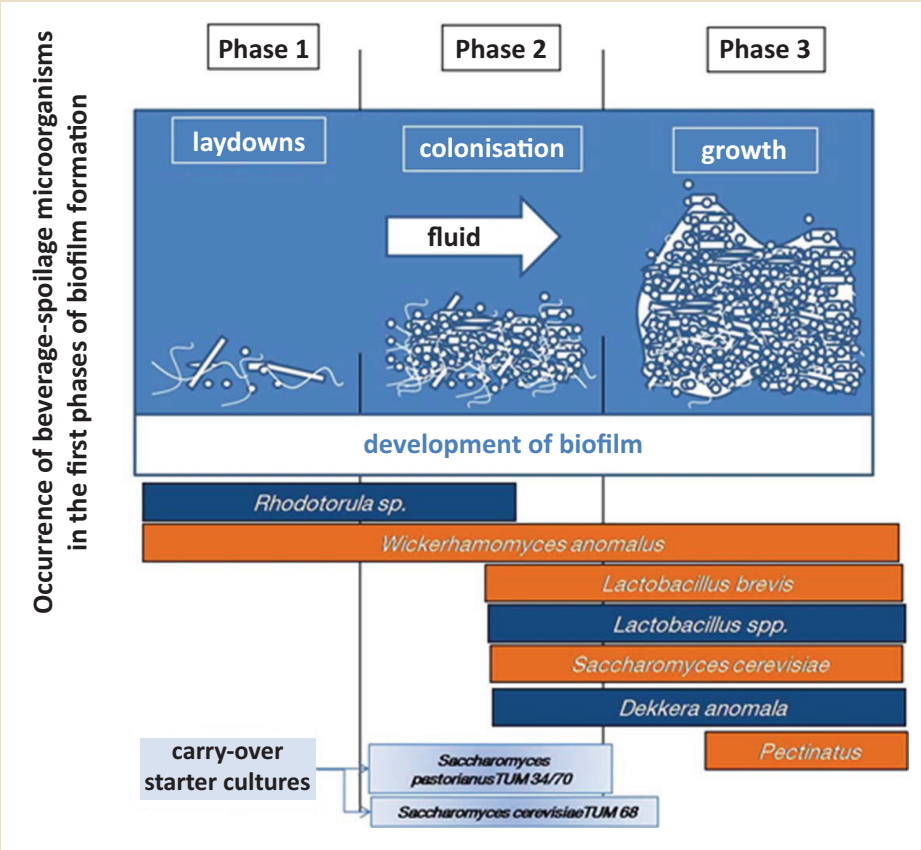 Occurrence of beverage-spoilage microorganisms
in the first phases of biofilm formation
Phase 1
Phase 2
Phase 3
laydowns
colonisation
growth
fluid
development of biofilm
Rhodotorula sp.
Wickerhamomyces anomalus
Lactobacillus brevis
Lactobacillus spp.
Saccharomyces cerevisiae
Dekkera anomala
Pectinatus
carry-over
starter cultures
Saccharomyces
pastorianusTUM 34/70
Saccharomyces cerevisiaeTUM 68